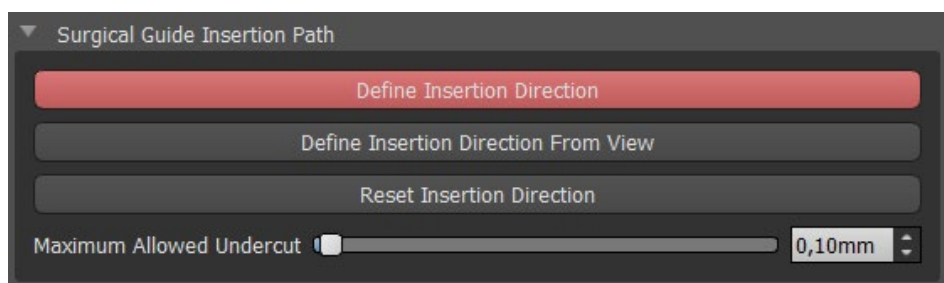 Surgical Guide Insertion Path
Define Insertion Direction
Define Insertion Direction From View
Reset Insertion Direction
Maximum Allowed Undercut 0,10mm